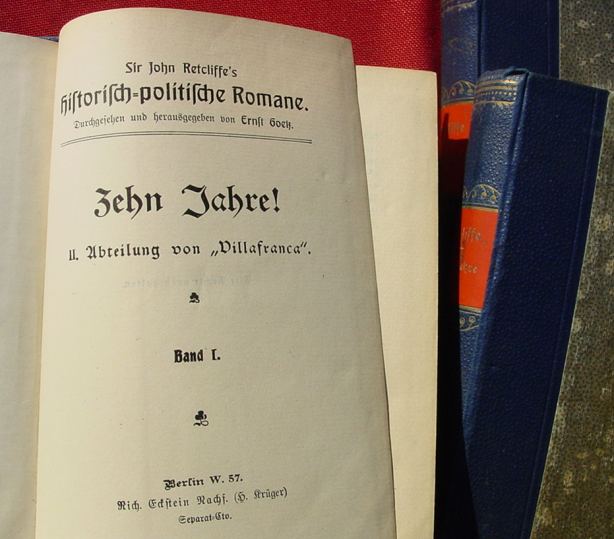 Sir John Retcliffe's
historisch=politische Romane.
Durchgesehen und herausgegeben von Ernst Goetz.
Zehn Jahre!
II. Abteilung von „Villafranca“.
Band I.
Berlin W. 57.
Rich. Eckstein Nachf. (H. Krüger)
Separat-Cto.